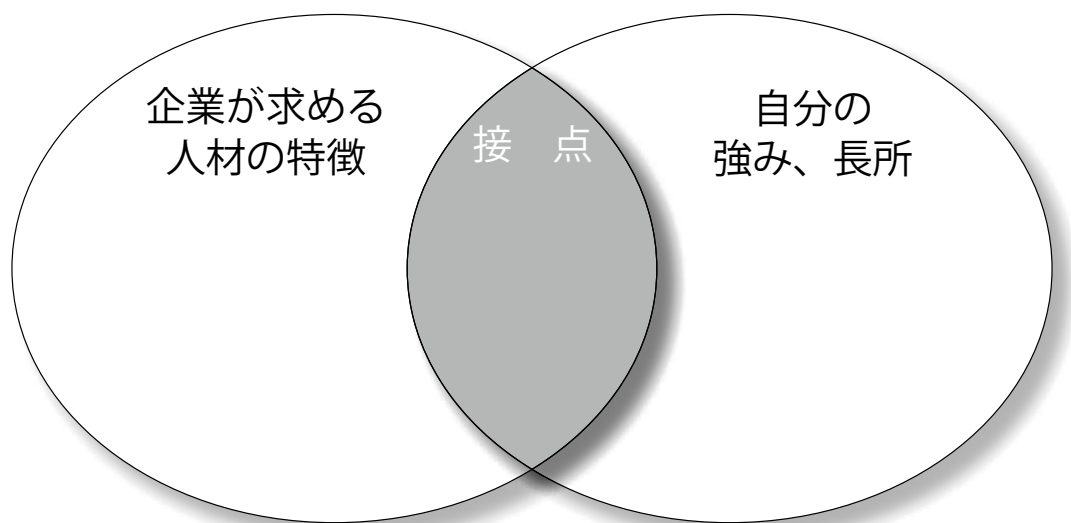 企業が求める
人材の特徴
接　点
自分の
強み、長所